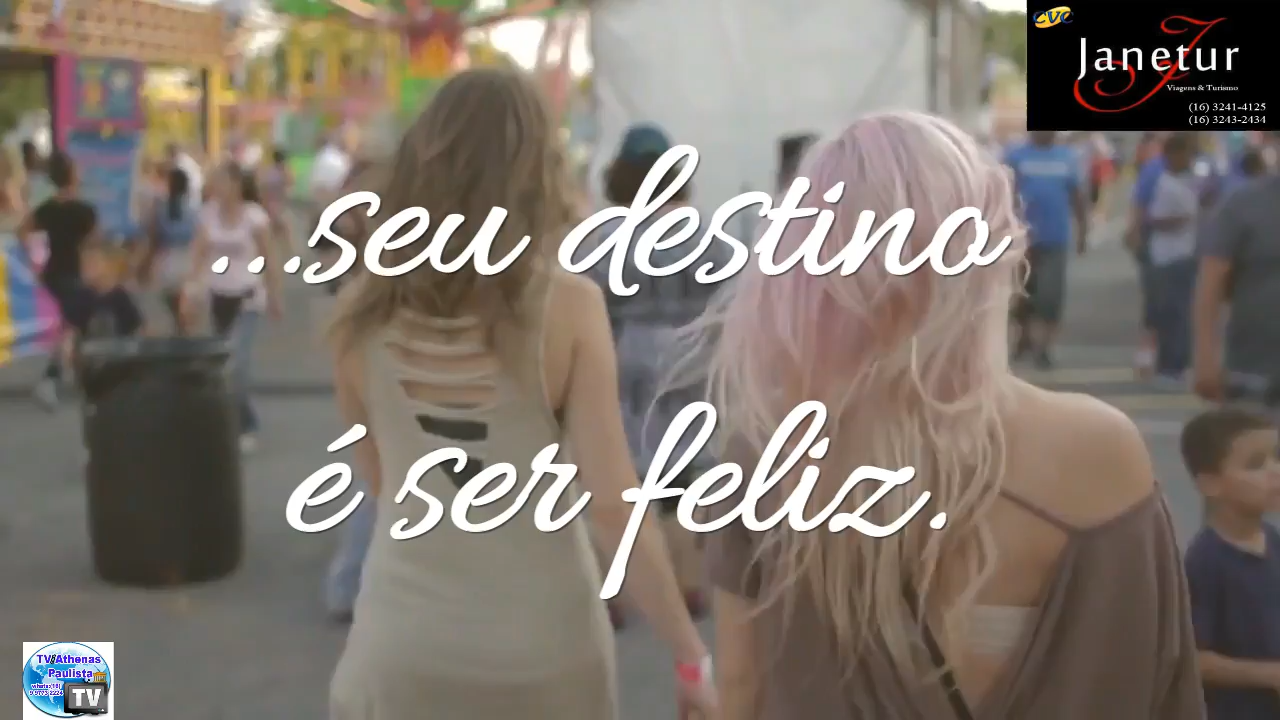 CVC
Janetur
Viagens & Turismo
(16) 3241-4125
(16) 3243-2434
...seu destino
é ser feliz.
TV Athenas
Paulista
TV